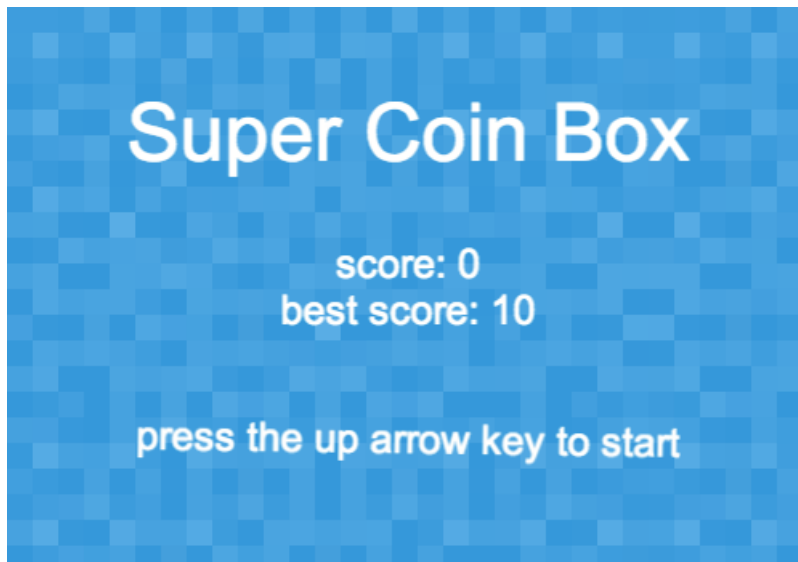 Super Coin Box
score: 0
best score: 10
press the up arrow key to start